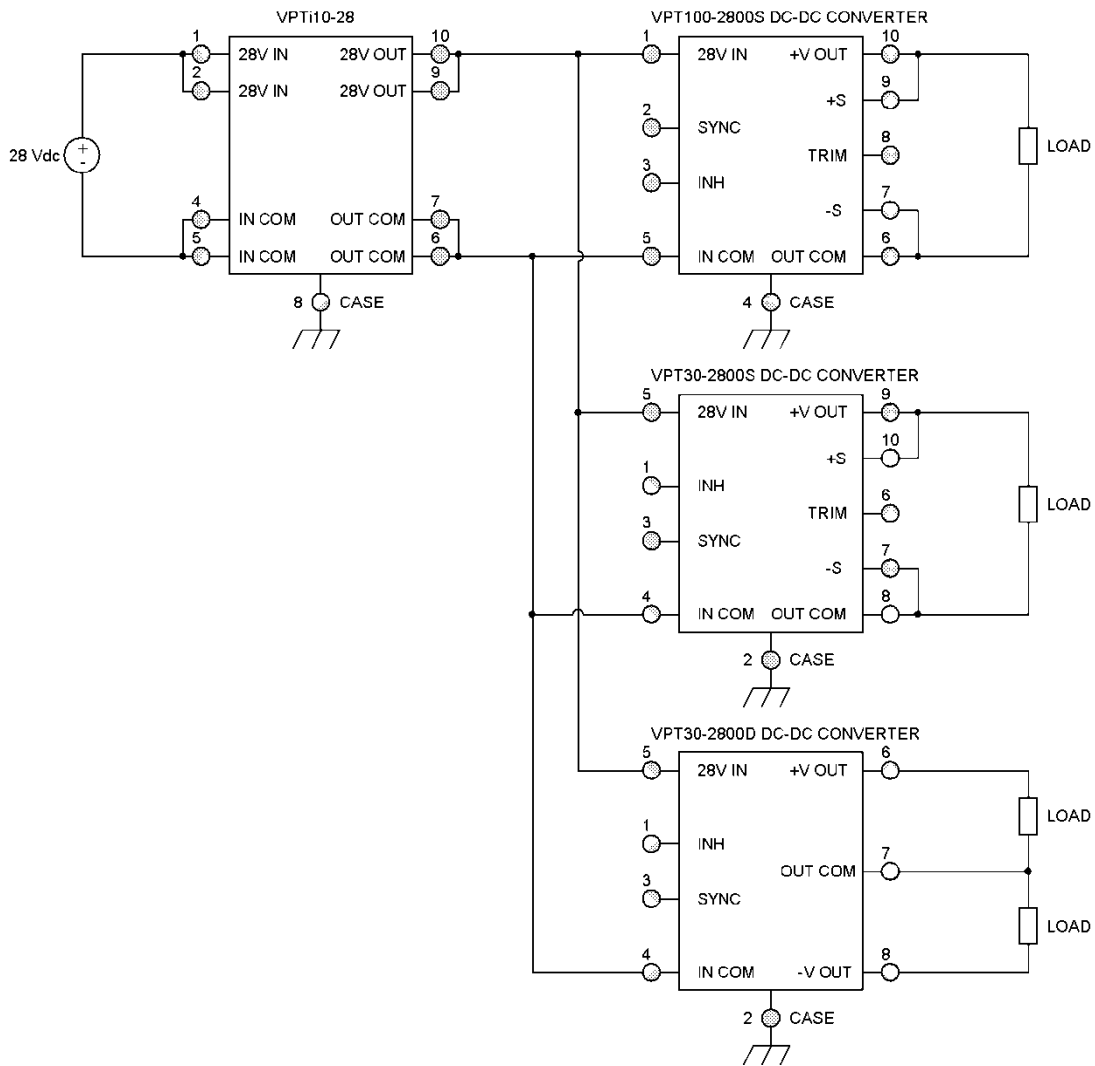 VPTi10-28
VPT100-2800S DC-DC CONVERTER
1 10 1 10
28V IN 28V OUT 28V IN +V OUT
2 9 9
28V IN 28V OUT +S
2 8
SYNC TRIM LOAD
28 Vdc + -
3 7
INH -S
4 7
IN COM OUT COM
5 6 5 6
IN COM OUT COM IN COM OUT COM
8 CASE 4 CASE
VPT30-2800S DC-DC CONVERTER
5 9
28V IN +V OUT
10
+S
1 6
INH TRIM LOAD
3 7
SYNC -S
4 8
IN COM OUT COM
2 CASE
VPT30-2800D DC-DC CONVERTER
5 6
28V IN +V OUT
LOAD
1 7
INH OUT COM
3
SYNC LOAD
4 8
IN COM -V OUT
2 CASE